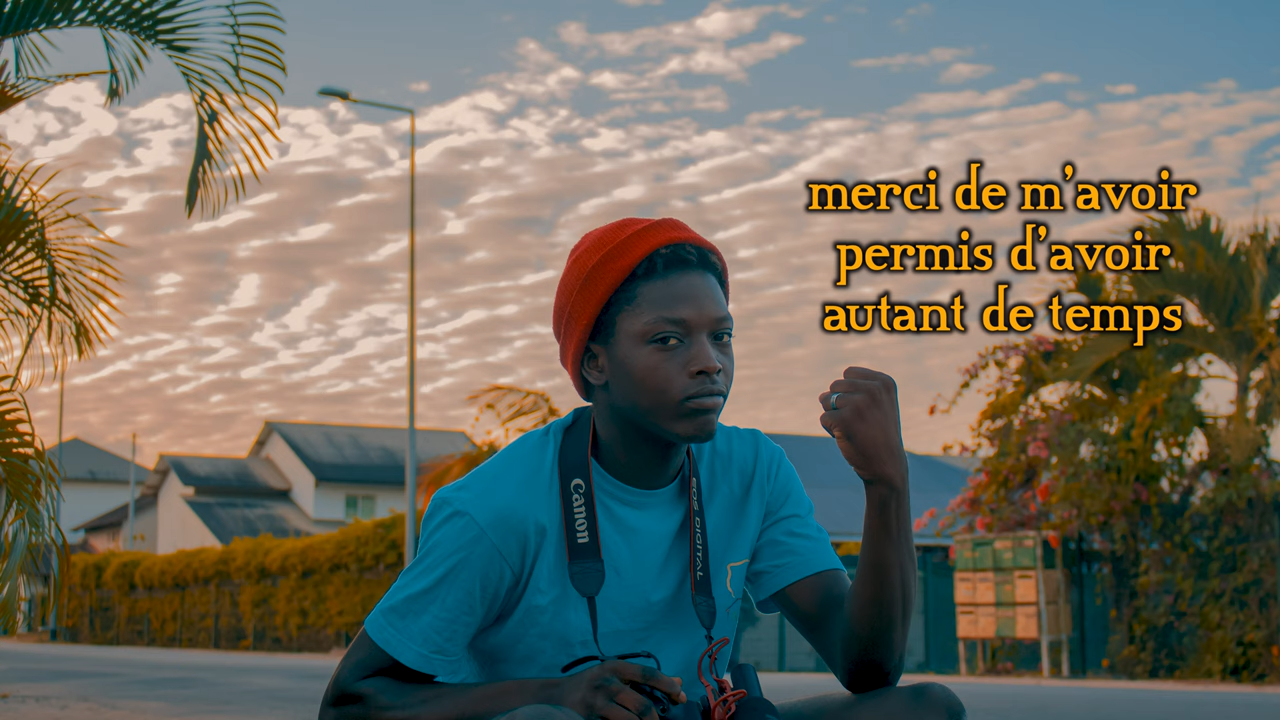 merci de m’avoir
permis d’avoir
autant de temps
Canon
EOS DIGITAL